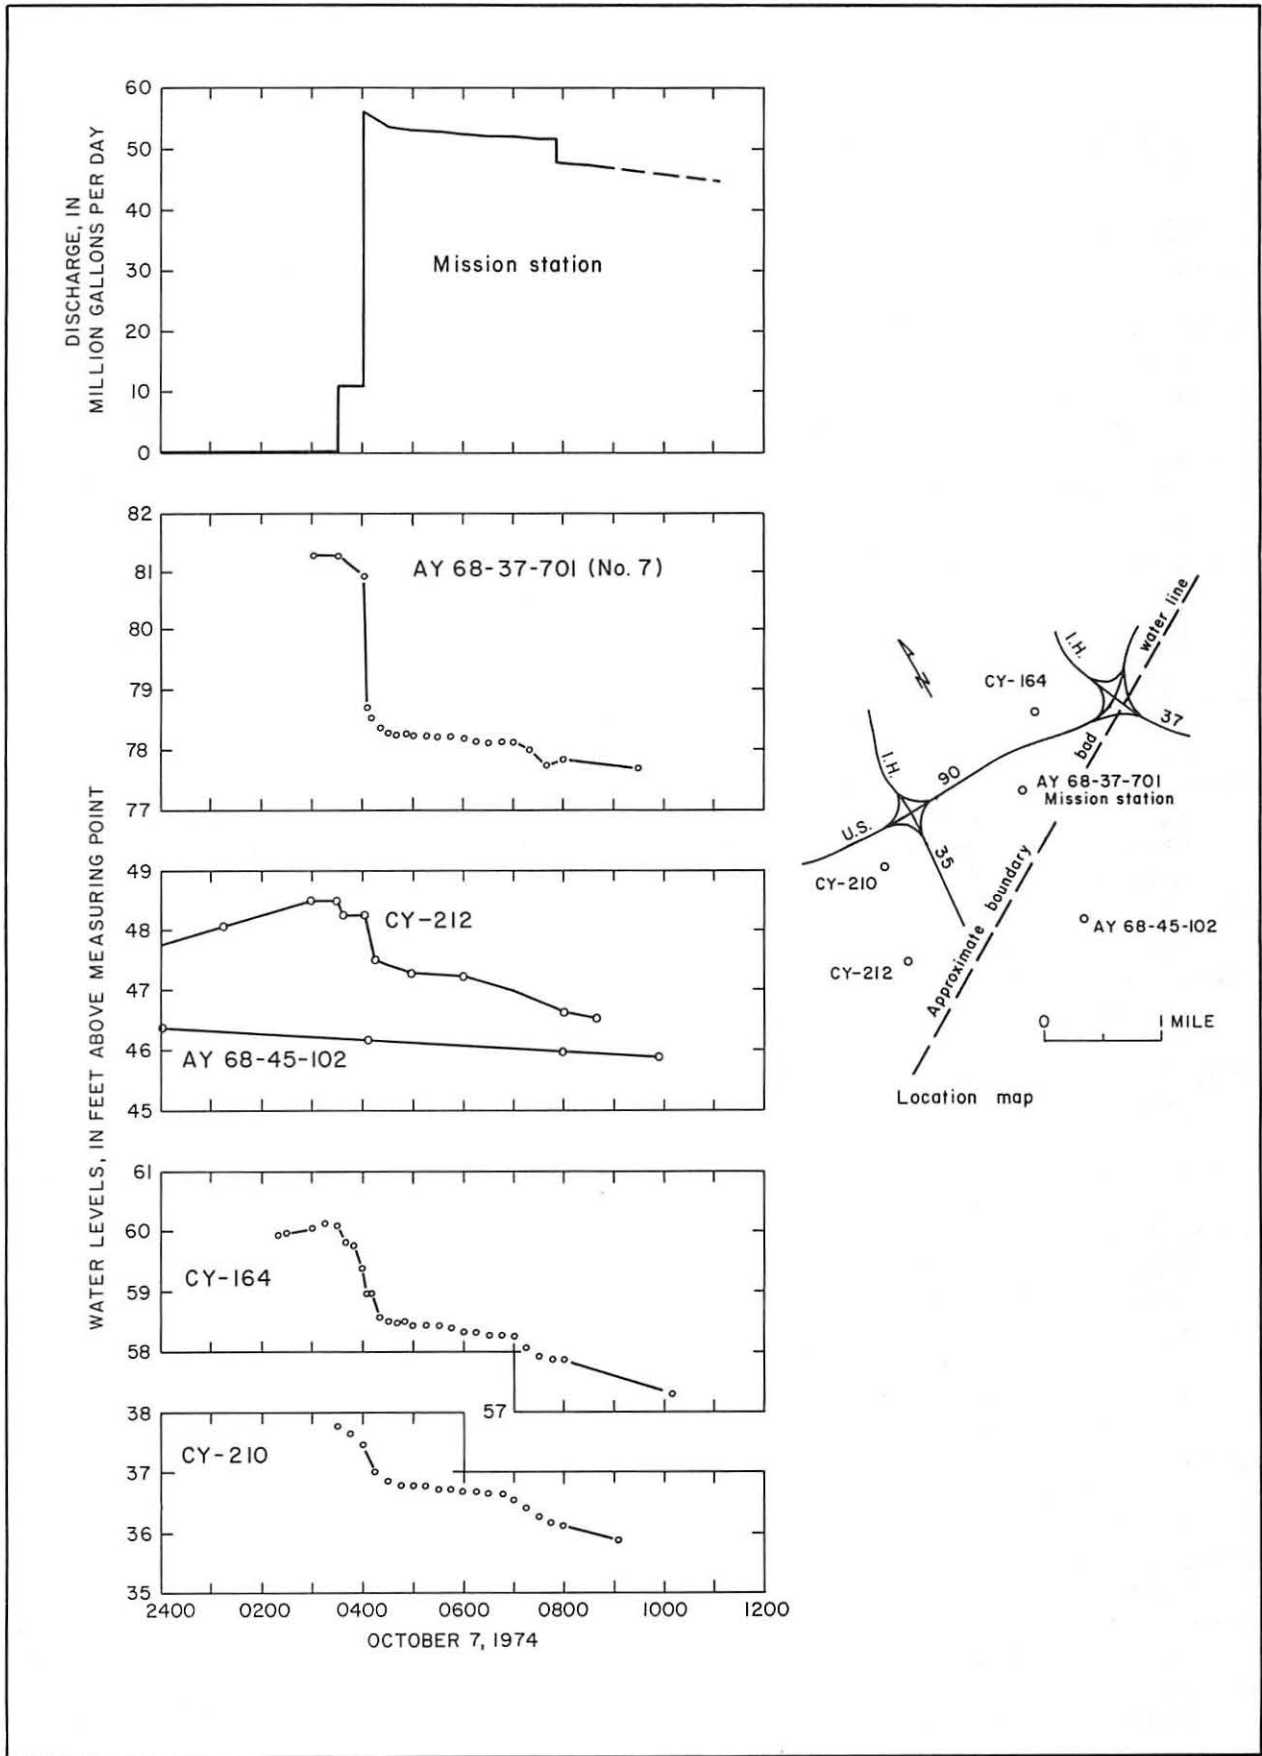 DISCHARGE, IN
MILLION GALLONS PER DAY
60
50
40
30
20
10
0
Mission station
WATER LEVELS, IN FEET ABOVE MEASURING POINT
82
81
80
79
78
77
AY 68-37-701 (No. 7)
49
48
47
46
45
CY-212
AY 68-45-102
61
60
59
58
57
CY-164
38
37
36
35
CY-210
2400 0200 0400 0600 0800 1000 1200
OCTOBER 7, 1974
I.H.
37
CY-164
water line
bad
I.H.
90
AY 68-37-701
Mission station
U.S.
35
CY-210
boundary
Approximate
AY 68-45-102
CY-212
N
0 1 MILE
Location map